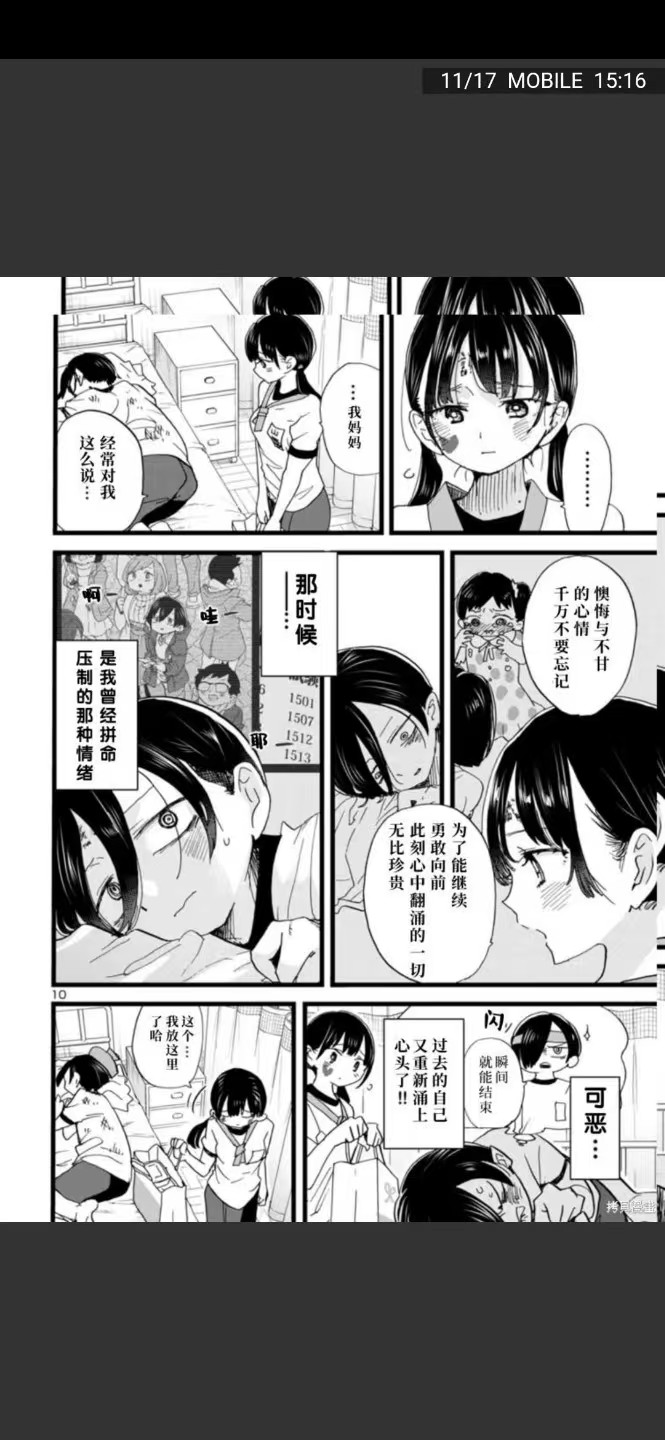 11/17 MOBILE 15:16
………
…我妈妈
经常对我
这么说…
懊悔与不甘
的心情
千万不要忘记
为了能继续
勇敢向前
此刻心中翻涌的一切
无比珍贵
那时候
——…
啊—
哇—
那—
1501
1507
1512
1513
是我曾经拼命
压制的那种情绪
10
可恶…
闪
瞬间
就能结束
过去的自己
又重新涌上
心头了!!
这个…
我放这里
了哈